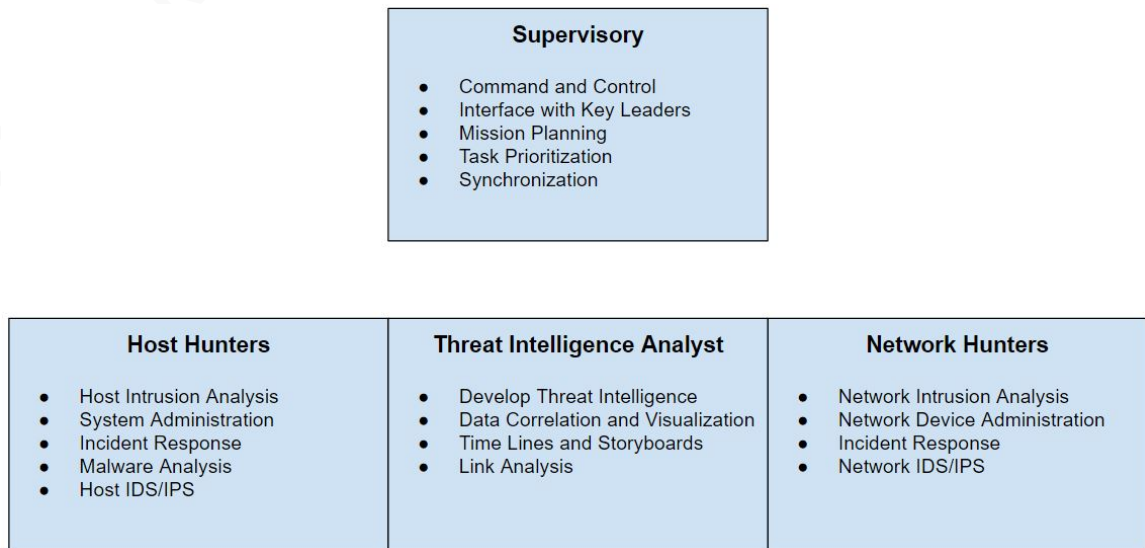 Supervisory
● Command and Control
● Interface with Key Leaders
● Mission Planning
● Task Prioritization
● Synchronization
Host Hunters
● Host Intrusion Analysis
● System Administration
● Incident Response
● Malware Analysis
● Host IDS/IPS
Threat Intelligence Analyst
● Develop Threat Intelligence
● Data Correlation and Visualization
● Time Lines and Storyboards
● Link Analysis
Network Hunters
● Network Intrusion Analysis
● Network Device Administration
● Incident Response
● Network IDS/IPS